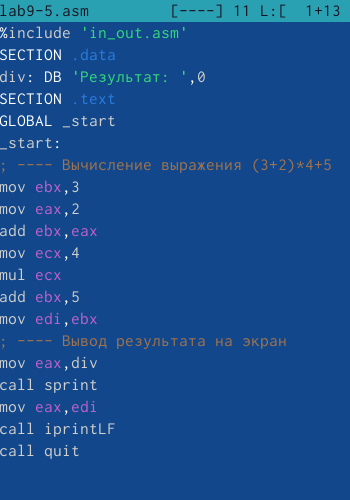 lab9-5.asm [----] 11 L:[ 1+13
%include 'in_out.asm'
SECTION .data
div: DB 'Результат: ',0
SECTION .text
GLOBAL _start
_start:
; ---- Вычисление выражения (3+2)*4+5
mov ebx,3
mov eax,2
add ebx,eax
mov ecx,4
mul ecx
add ebx,5
mov edi,ebx
; ---- Вывод результата на экран
mov eax,div
call sprint
mov eax,edi
call iprintLF
call quit